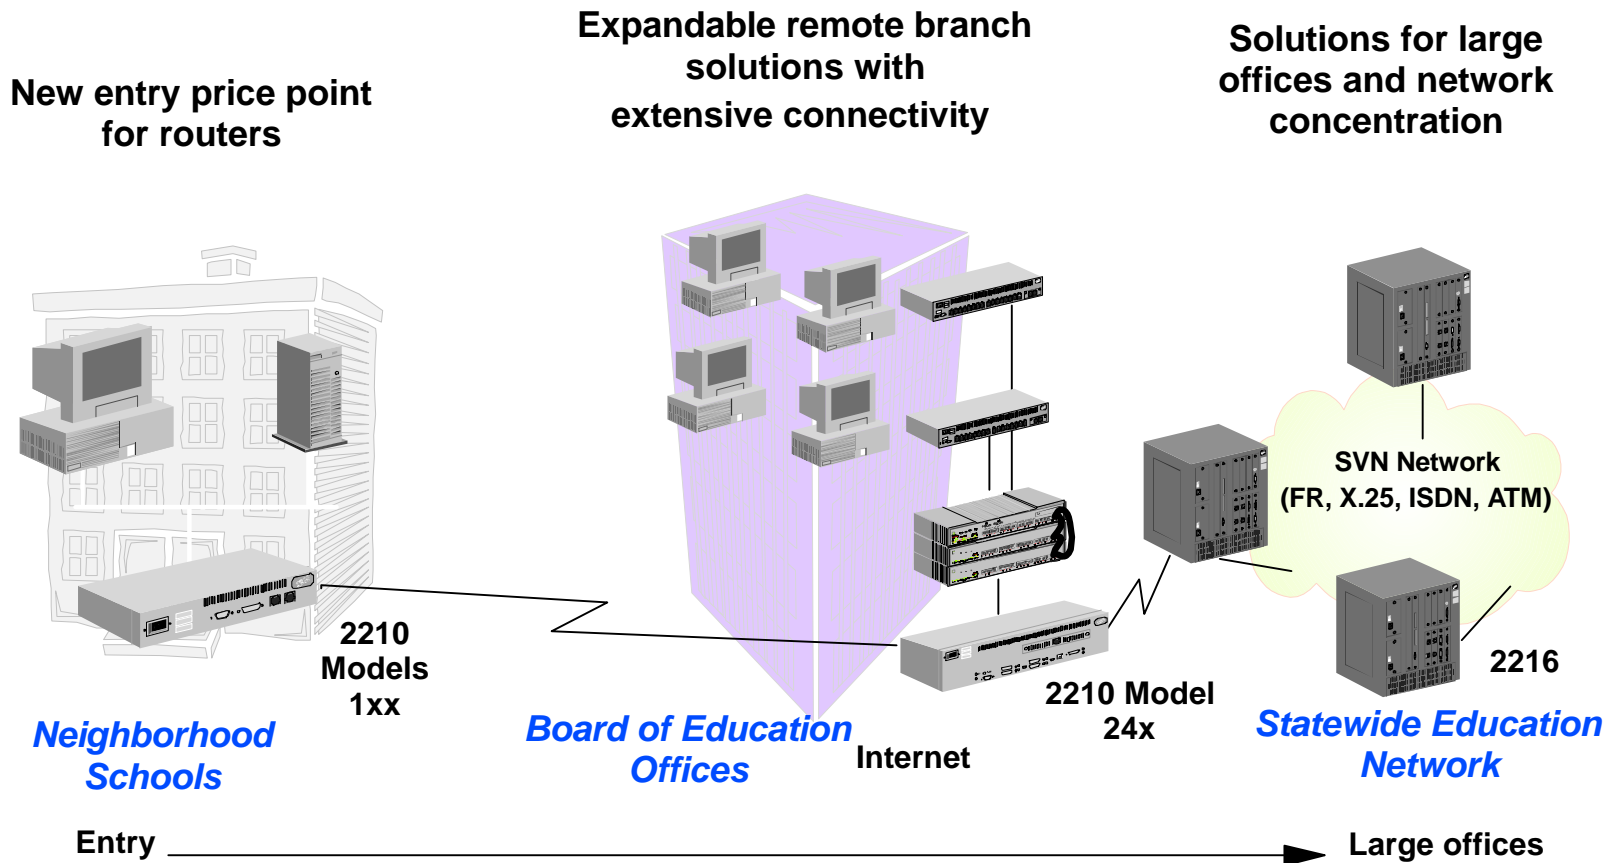 New entry price point
for routers
Expandable remote branch
solutions with
extensive connectivity
Solutions for large
offices and network
concentration
SVN Network
(FR, X.25, ISDN, ATM)
2210
Models
1xx
2210 Model
24x
2216
Neighborhood
Schools
Board of Education
Offices
Internet
Statewide Education
Network
Entry
Large offices